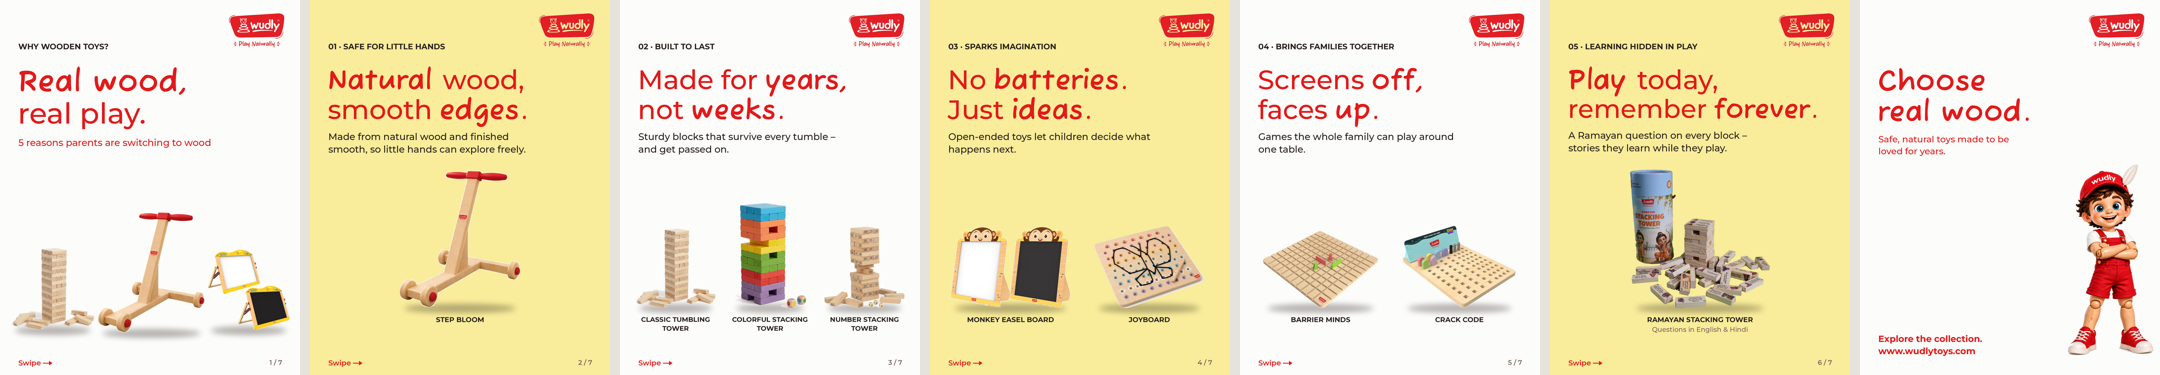 wudly
Play Naturally
WHY WOODEN TOYS?
Real wood,
real play.
5 reasons parents are switching to wood
Swipe →
1 / 7
wudly
Play Naturally
01 · SAFE FOR LITTLE HANDS
Natural wood,
smooth edges.
Made from natural wood and finished
smooth, so little hands can explore freely.
STEP BLOOM
Swipe →
2 / 7
wudly
Play Naturally
02 · BUILT TO LAST
Made for years,
not weeks.
Sturdy blocks that survive every tumble –
and get passed on.
CLASSIC TUMBLING
TOWER
COLORFUL STACKING
TOWER
NUMBER STACKING
TOWER
Swipe →
3 / 7
wudly
Play Naturally
03 · SPARKS IMAGINATION
No batteries.
Just ideas.
Open-ended toys let children decide what
happens next.
MONKEY EASEL BOARD
JOYBOARD
Swipe →
4 / 7
wudly
Play Naturally
04 · BRINGS FAMILIES TOGETHER
Screens off,
faces up.
Games the whole family can play around
one table.
BARRIER MINDS
CRACK CODE
Swipe →
5 / 7
wudly
Play Naturally
05 · LEARNING HIDDEN IN PLAY
Play today,
remember forever.
A Ramayan question on every block –
stories they learn while they play.
STACKING
TOWER
RAMAYAN STACKING TOWER
Questions in English & Hindi
Swipe →
6 / 7
wudly
Play Naturally
Choose
real wood.
Safe, natural toys made to be
loved for years.
wudly
Explore the collection.
www.wudlytoys.com